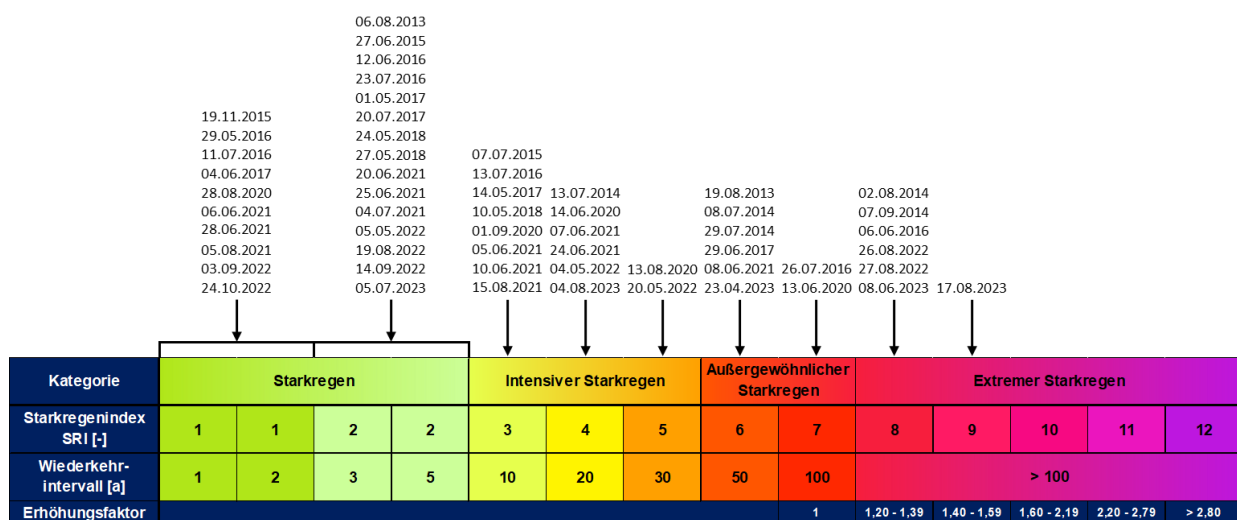 06.08.2013
27.06.2015
12.06.2016
23.07.2016
01.05.2017
19.11.2015 20.07.2017
29.05.2016 24.05.2018
11.07.2016 27.05.2018 07.07.2015
04.06.2017 20.06.2021 13.07.2016
28.08.2020 25.06.2021 14.05.2017 13.07.2014 19.08.2013 02.08.2014
06.06.2021 04.07.2021 10.05.2018 14.06.2020 08.07.2014 07.09.2014
28.06.2021 05.05.2022 01.09.2020 07.06.2021 29.07.2014 06.06.2016
05.08.2021 19.08.2022 05.06.2021 24.06.2021 29.06.2017 26.08.2022
03.09.2022 14.09.2022 10.06.2021 04.05.2022 13.08.2020 08.06.2021 26.07.2016 27.08.2022
24.10.2022 05.07.2023 15.08.2021 04.08.2023 20.05.2022 23.04.2023 13.06.2020 08.06.2023 17.08.2023
Kategorie Starkregen Intensiver Starkregen Außergewöhnlicher
Starkregen Extremer Starkregen
Starkregenindex
SRI [-] 1 1 2 2 3 4 5 6 7 8 9 10 11 12
Wiederkehr-
intervall [a] 1 2 3 5 10 20 30 50 100 > 100
Erhöhungsfaktor 1 1,20 - 1,39 1,40 - 1,59 1,60 - 2,19 2,20 - 2,79 > 2,80